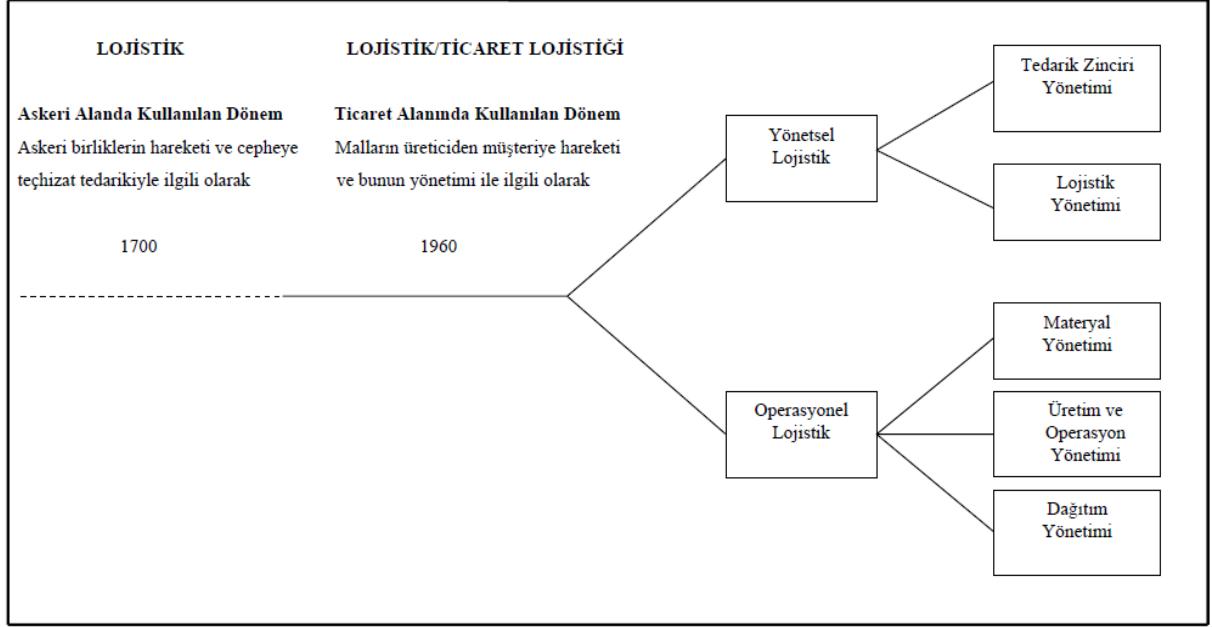 LOJİSTİK
Askeri Alanda Kullanılan Dönem
Askeri birliklerin hareketi ve cepheye
teçhizat tedarikiyle ilgili olarak
1700
LOJİSTİK/TİCARET LOJİSTİĞİ
Ticaret Alanında Kullanılan Dönem
Malların üreticiden müşteriye hareketi
ve bunun yönetimi ile ilgili olarak
1960
Yönetsel
Lojistik
Tedarik Zinciri
Yönetimi
Lojistik
Yönetimi
Operasyonel
Lojistik
Materyal
Yönetimi
Üretim ve
Operasyon
Yönetimi
Dağıtım
Yönetimi